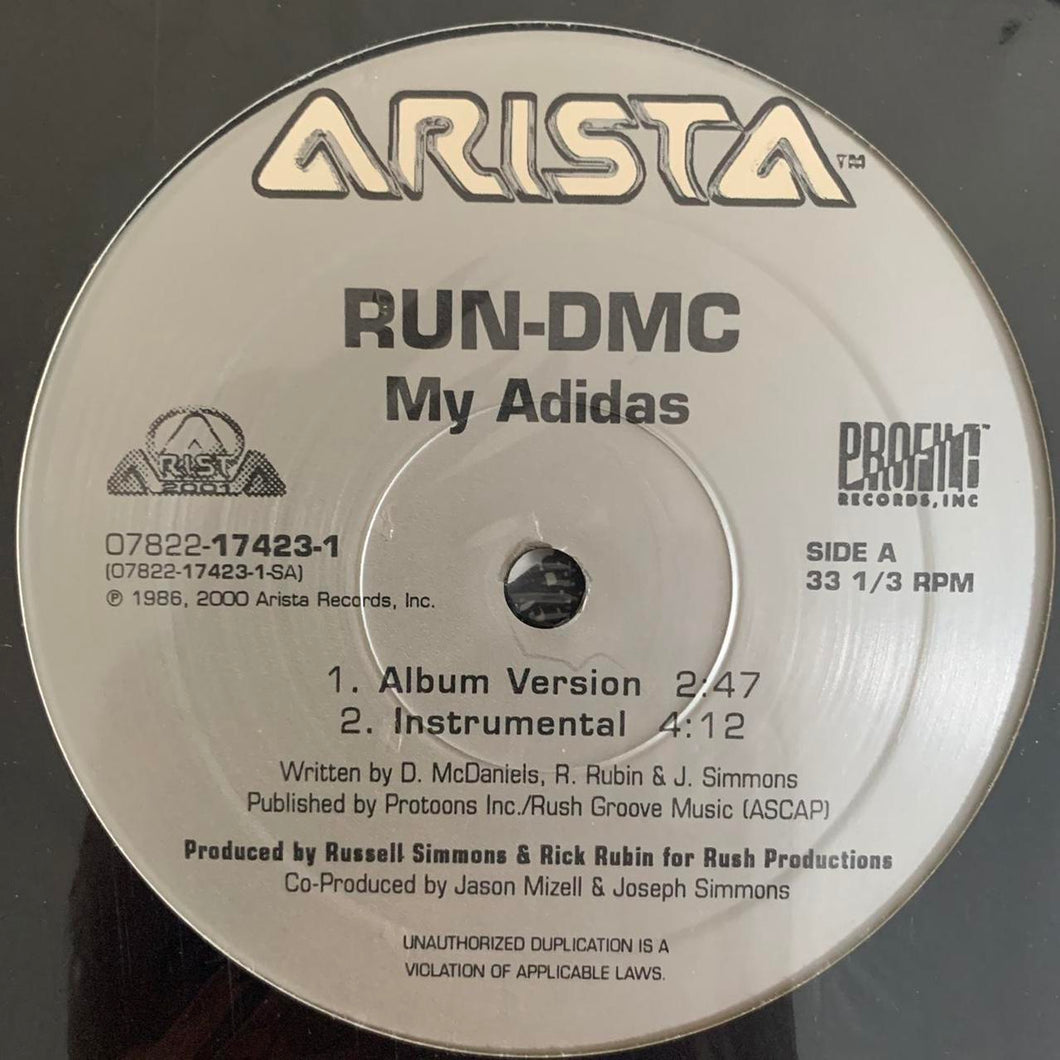 ARISTA™
RUN-DMC
My Adidas
ARISTA
2001
PROFILE™
RECORDS, INC
07822-17423-1
(07822-17423-1-SA)
℗ 1986, 2000 Arista Records, Inc.
SIDE A
33 1/3 RPM
1. Album Version 2:47
2. Instrumental 4:12
Written by D. McDaniels, R. Rubin & J. Simmons
Published by Protoons Inc./Rush Groove Music (ASCAP)
Produced by Russell Simmons & Rick Rubin for Rush Productions
Co-Produced by Jason Mizell & Joseph Simmons
UNAUTHORIZED DUPLICATION IS A
VIOLATION OF APPLICABLE LAWS.